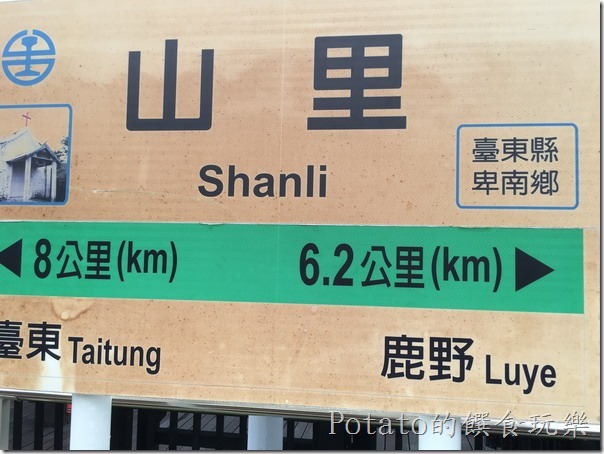 山里
Shanli
臺東縣
卑南鄉
8公里(km)
6.2公里(km)
臺東 Taitung
鹿野 Luye
Potato的饌食玩樂